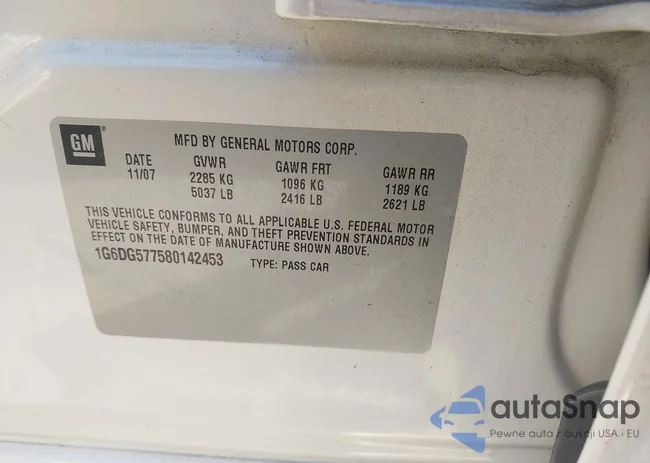 GM
MFD BY GENERAL MOTORS CORP.
DATE GVWR GAWR FRT GAWR RR
11/07 2285 KG 1096 KG 1189 KG
5037 LB 2416 LB 2621 LB
THIS VEHICLE CONFORMS TO ALL APPLICABLE U.S. FEDERAL MOTOR
VEHICLE SAFETY, BUMPER, AND THEFT PREVENTION STANDARDS IN
EFFECT ON THE DATE OF MANUFACTURE SHOWN ABOVE.
1G6DG577580142453 TYPE: PASS CAR
autaSnap
Pewne auta z aukcji USA i EU